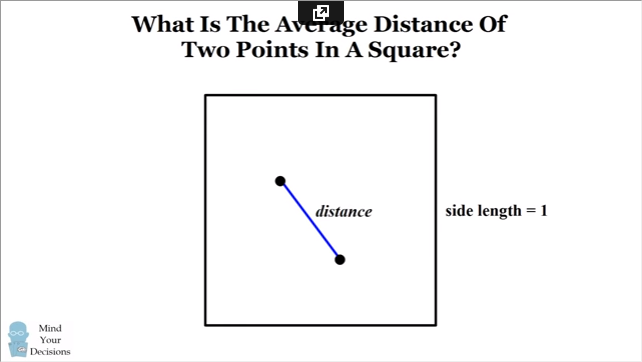 What Is The Average Distance Of
Two Points In A Square?
distance
side length = 1
Mind
Your
Decisions